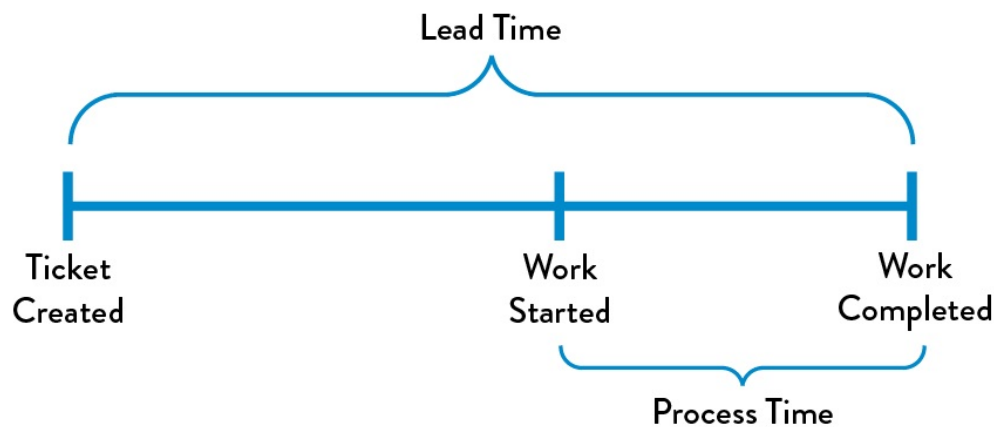 Lead Time
Ticket
Created
Work
Started
Work
Completed
Process Time